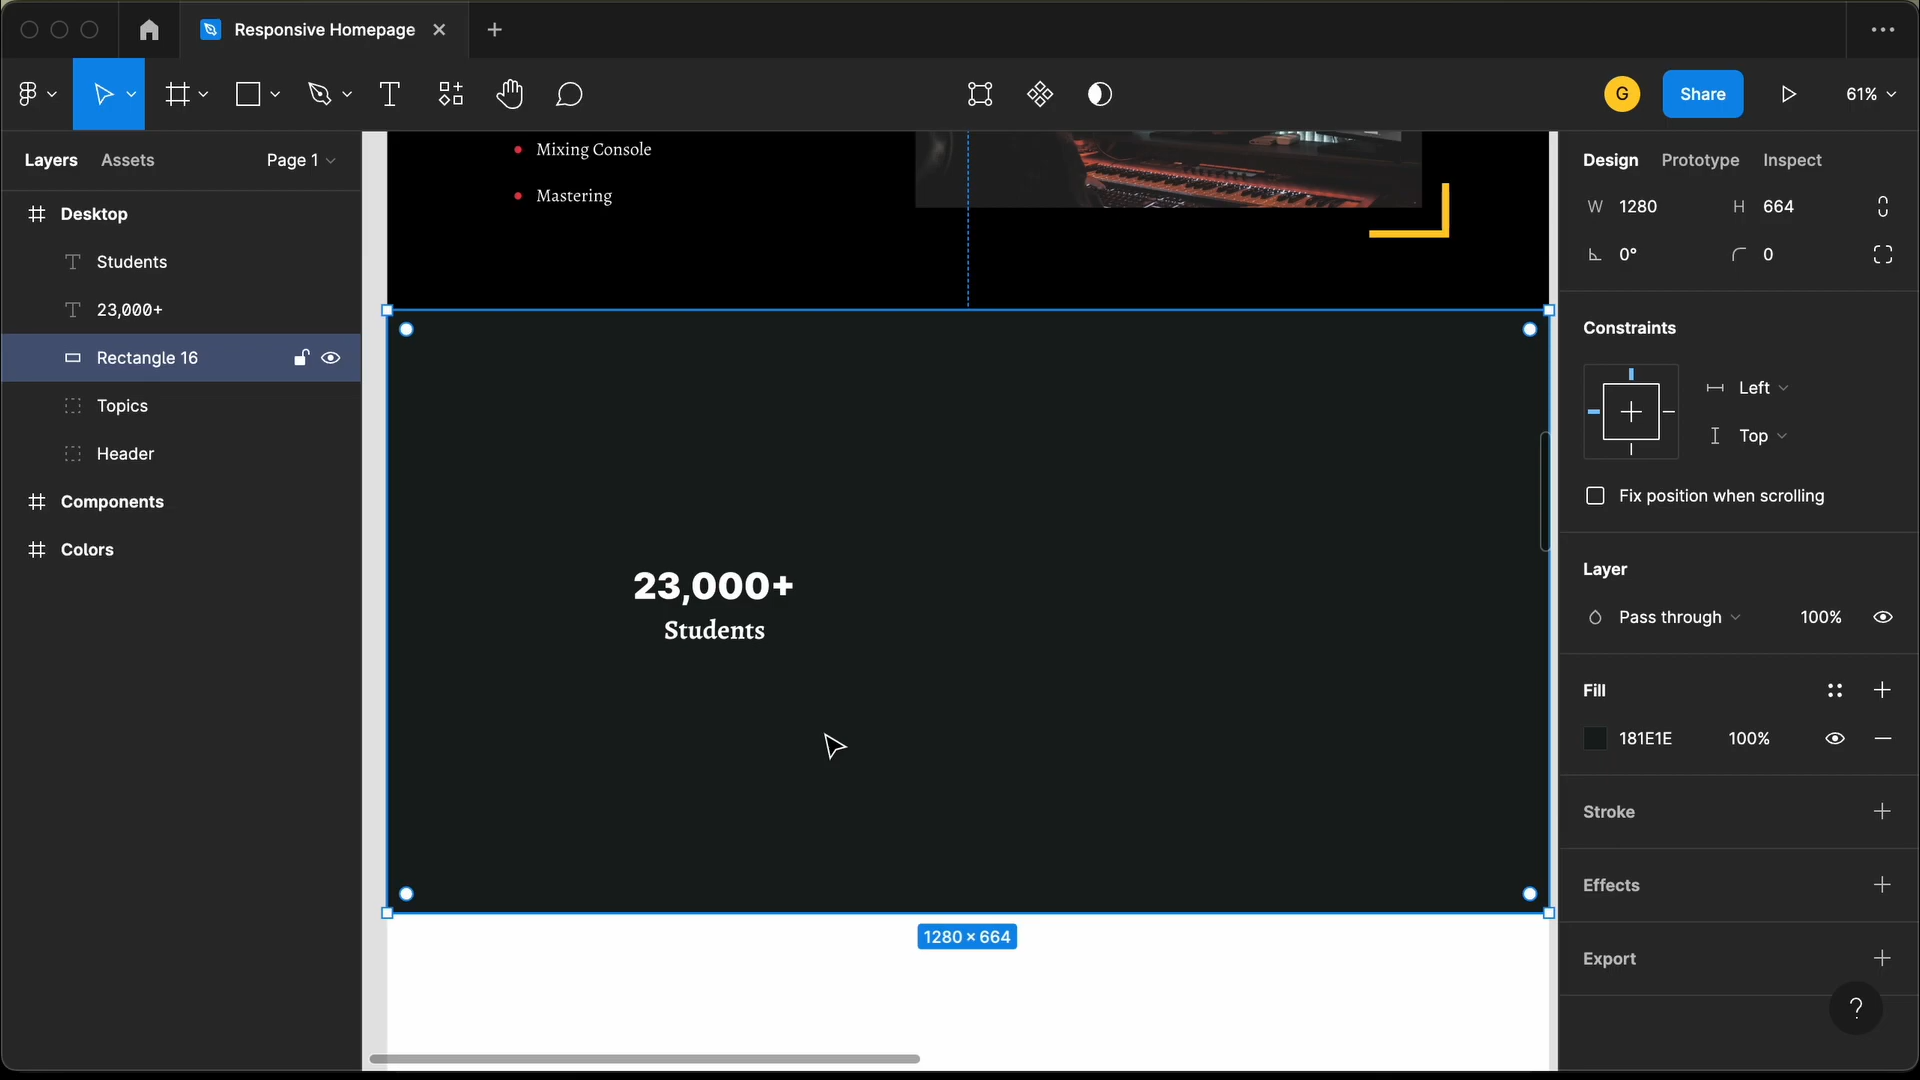 Responsive Homepage
Share
61%
G
Layers
Assets
Page 1
Desktop
Students
23,000+
Rectangle 16
Topics
Header
Components
Colors
Mixing Console
Mastering
23,000+
Students
1280 × 664
Design
Prototype
Inspect
W 1280
H 664
0°
0
Constraints
Left
Top
Fix position when scrolling
Layer
Pass through
100%
Fill
181E1E
100%
Stroke
Effects
Export
?